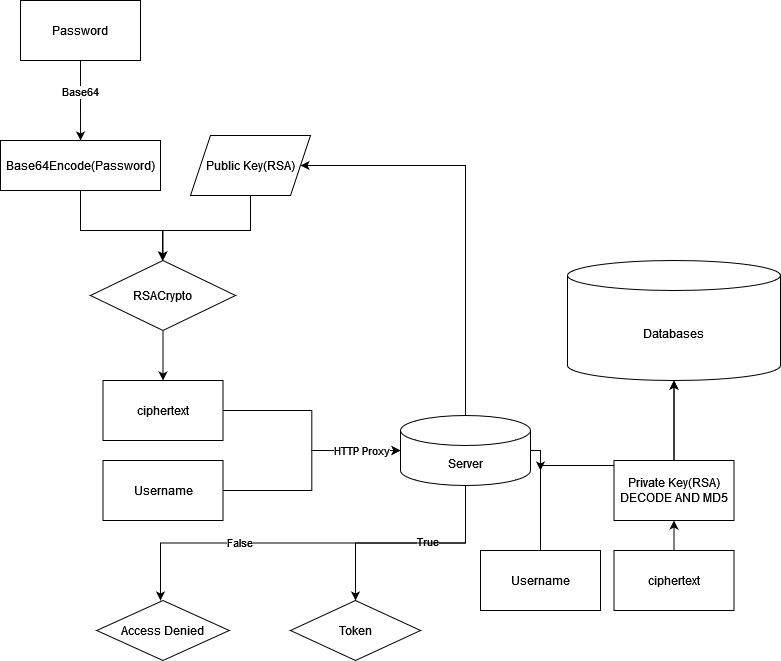 Password
Base64
Base64Encode(Password)
Public Key(RSA)
RSACrypto
Databases
ciphertext
HTTP Proxy
Server
Username
Private Key(RSA)
DECODE AND MD5
False
True
Username
ciphertext
Access Denied
Token